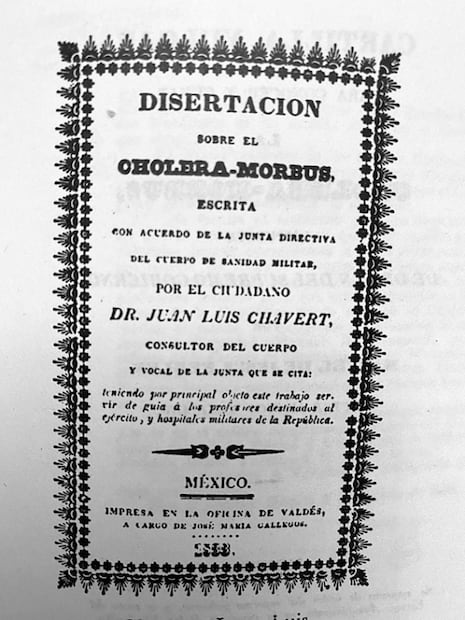 DISERTACION
SOBRE EL
CHOLERA-MORBUS,
ESCRITA
CON ACUERDO DE LA JUNTA DIRECTIVA
DEL CUERPO DE SANIDAD MILITAR,
POR EL CIUDADANO
DR. JUAN LUIS CHAVERT,
CONSULTOR DEL CUERPO
Y VOCAL DE LA JUNTA QUE SE CITA:
teniendo por principal objeto este trabajo ser-
vir de guia á los profesores destinados al
ejército, y hospitales militares de la República.
MÉXICO.
IMPRESA EN LA OFICINA DE VALDÉS,
A CARGO DE JOSÉ MARIA GALLEGOS.